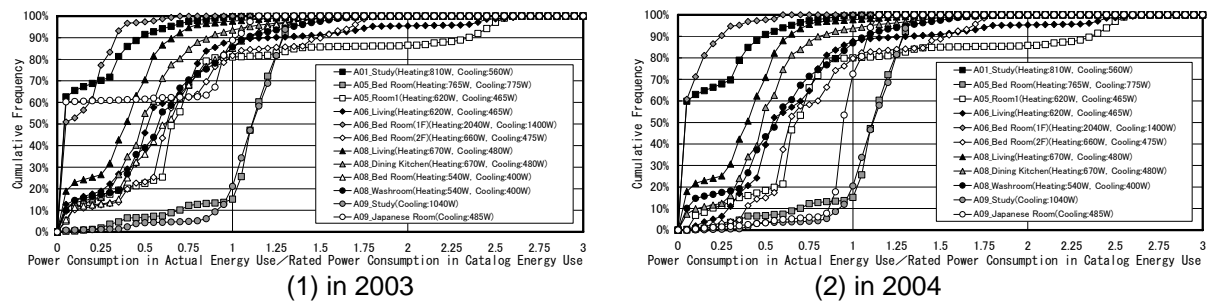 100%
90%
80%
70%
60%
50%
40%
30%
20%
10%
0%
Cumulative Frequency
A01_Study(Heating:810W, Cooling:560W)
A05_Bed Room(Heating:765W, Cooling:775W)
A05_Room1(Heating:620W, Cooling:465W)
A06_Living(Heating:620W, Cooling:465W)
A06_Bed Room(1F)(Heating:2040W, Cooling:1400W)
A06_Bed Room(2F)(Heating:660W, Cooling:475W)
A08_Living(Heating:670W, Cooling:480W)
A08_Dining Kitchen(Heating:670W, Cooling:480W)
A08_Bed Room(Heating:540W, Cooling:400W)
A08_Washroom(Heating:540W, Cooling:400W)
A09_Study(Cooling:1040W)
A09_Japanese Room(Cooling:485W)
0 0.25 0.5 0.75 1 1.25 1.5 1.75 2 2.25 2.5 2.75 3
Power Consumption in Actual Energy Use／Rated Power Consumption in Catalog Energy Use
(1) in 2003
100%
90%
80%
70%
60%
50%
40%
30%
20%
10%
0%
Cumulative Frequency
A01_Study(Heating:810W, Cooling:560W)
A05_Bed Room(Heating:765W, Cooling:775W)
A05_Room1(Heating:620W, Cooling:465W)
A06_Living(Heating:620W, Cooling:465W)
A06_Bed Room(1F)(Heating:2040W, Cooling:1400W)
A06_Bed Room(2F)(Heating:660W, Cooling:475W)
A08_Living(Heating:670W, Cooling:480W)
A08_Dining Kitchen(Heating:670W, Cooling:480W)
A08_Bed Room(Heating:540W, Cooling:400W)
A08_Washroom(Heating:540W, Cooling:400W)
A09_Study(Cooling:1040W)
A09_Japanese Room(Cooling:485W)
0 0.25 0.5 0.75 1 1.25 1.5 1.75 2 2.25 2.5 2.75 3
Power Consumption in Actual Energy Use／Rated Power Consumption in Catalog Energy Use
(2) in 2004